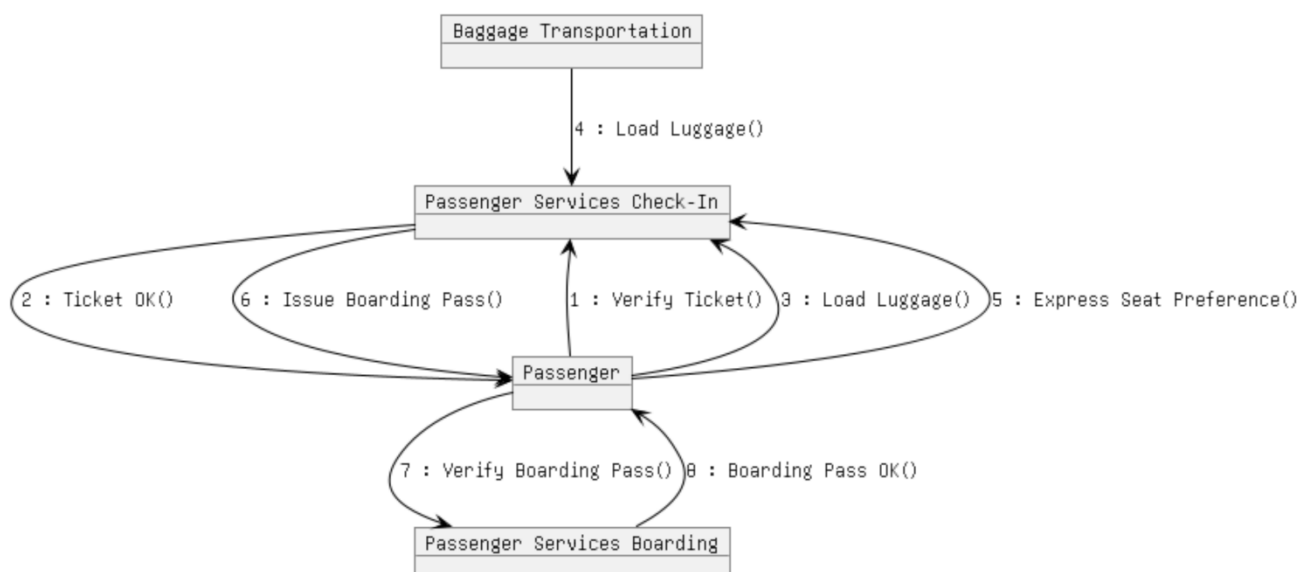 Baggage Transportation
4 : Load Luggage()
Passenger Services Check-In
2 : Ticket OK()
6 : Issue Boarding Pass()
1 : Verify Ticket()
3 : Load Luggage()
5 : Express Seat Preference()
Passenger
7 : Verify Boarding Pass()
8 : Boarding Pass OK()
Passenger Services Boarding